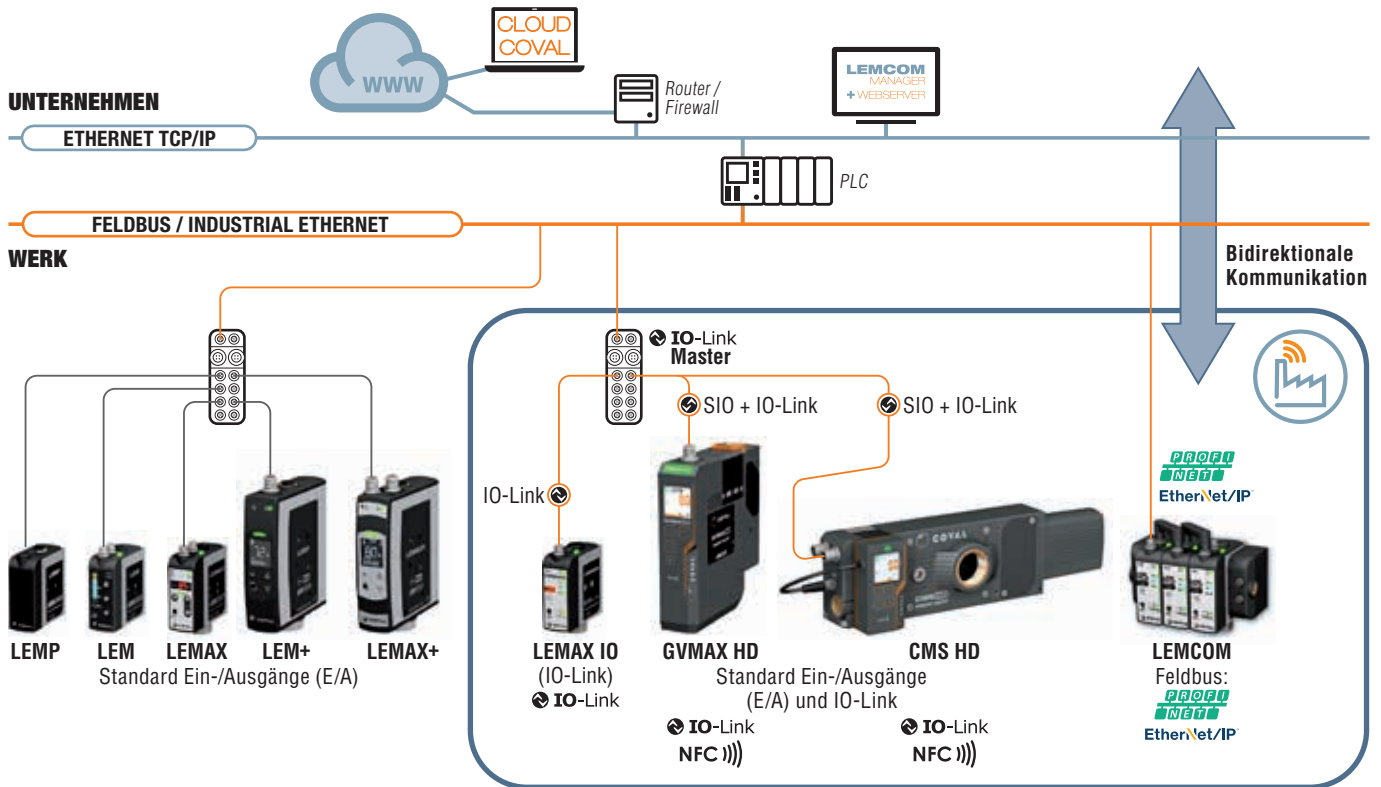 CLOUD
COVAL
WWW
Router /
Firewall
LEMCOM
MANAGER
+ WEBSERVER
UNTERNEHMEN
ETHERNET TCP/IP
PLC
FELDBUS / INDUSTRIAL ETHERNET
WERK
Bidirektionale
Kommunikation
IO-Link
Master
SIO + IO-Link
SIO + IO-Link
IO-Link
PROFI
NET
EtherNet/IP
COVAL
LEMP
LEM
LEMAX
LEM+
LEMAX+
Standard Ein-/Ausgänge (E/A)
LEMAX IO
(IO-Link)
IO-Link
GVMAX HD
CMS HD
Standard Ein-/Ausgänge
(E/A) und IO-Link
IO-Link
NFC
IO-Link
NFC
LEMCOM
Feldbus:
PROFI
NET
EtherNet/IP